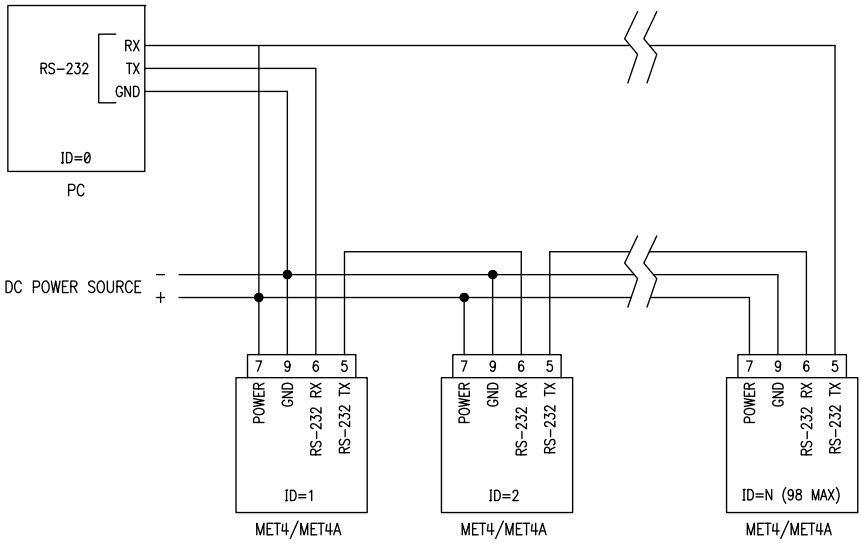 RX
RS-232 TX
GND
ID=0
PC
DC POWER SOURCE
−
+
7 9 6 5
POWER
GND
RS-232 RX
RS-232 TX
ID=1
MET4/MET4A
7 9 6 5
POWER
GND
RS-232 RX
RS-232 TX
ID=2
MET4/MET4A
7 9 6 5
POWER
GND
RS-232 RX
RS-232 TX
ID=N (98 MAX)
MET4/MET4A